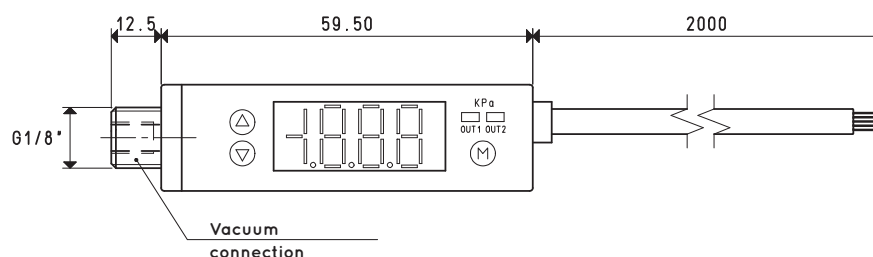 12.5 59.50 2000
G1/8"
KPa
OUT1 OUT2
M
Vacuum
connection